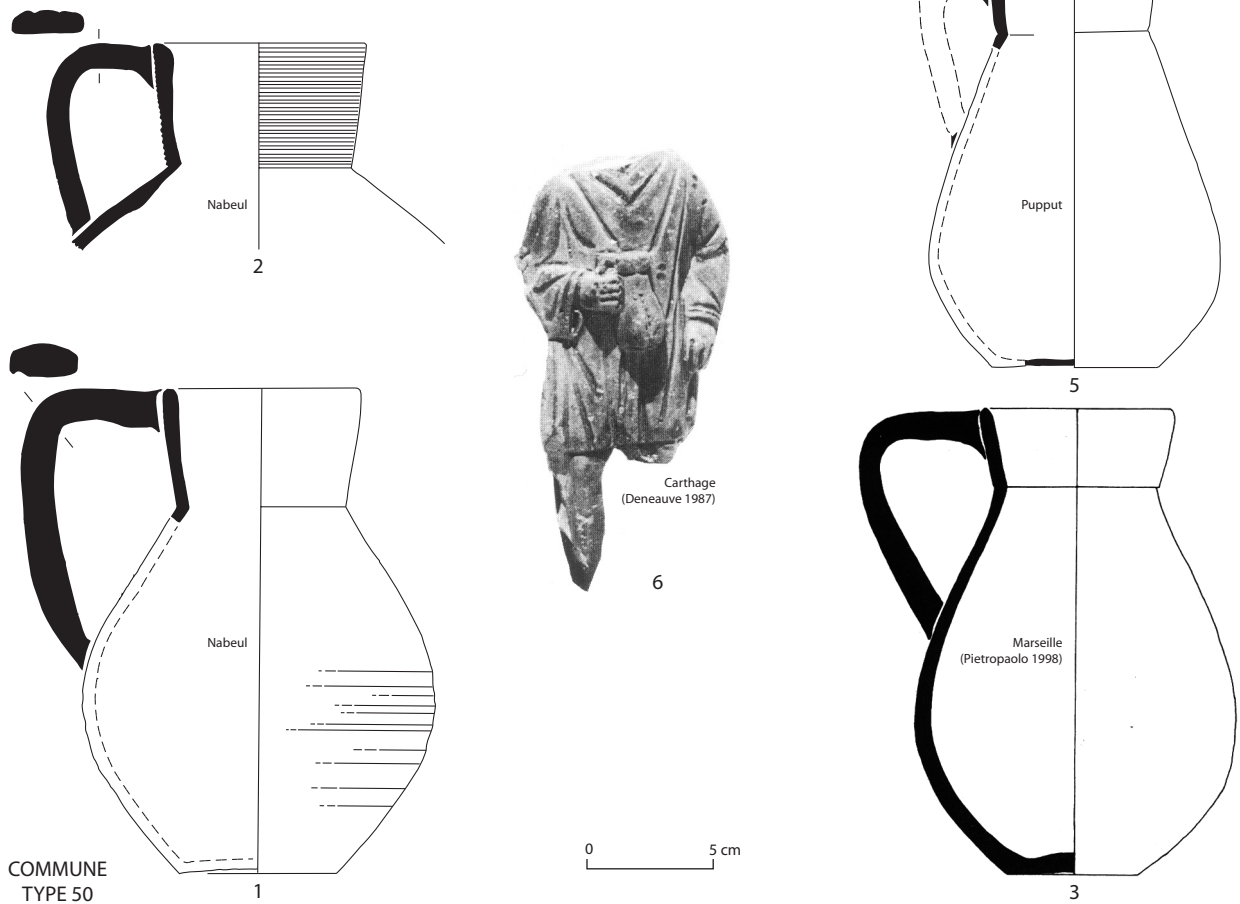 Nabeul
2
Pupput
5
Carthage
(Deneauve 1987)
6
Nabeul
Marseille
(Pietropaolo 1998)
0 5 cm
COMMUNE
TYPE 50
1
3